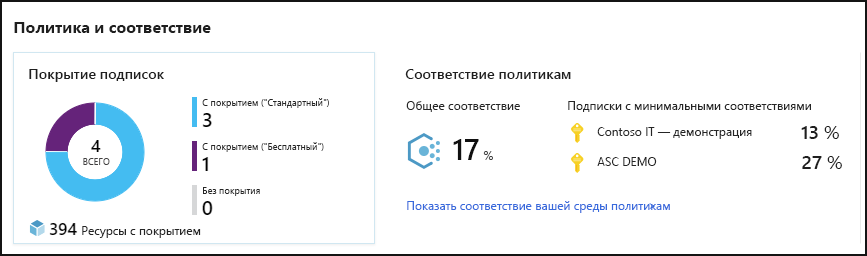 Политика и соответствие
Покрытие подписок
4
ВСЕГО
С покрытием ("Стандартный")
3
С покрытием ("Бесплатный")
1
Без покрытия
0
394 Ресурсы с покрытием
Соответствие политикам
Общее соответствие
17 %
Подписки с минимальными соответствиями
Contoso IT — демонстрация 13 %
ASC DEMO 27 %
Показать соответствие вашей среды политикам